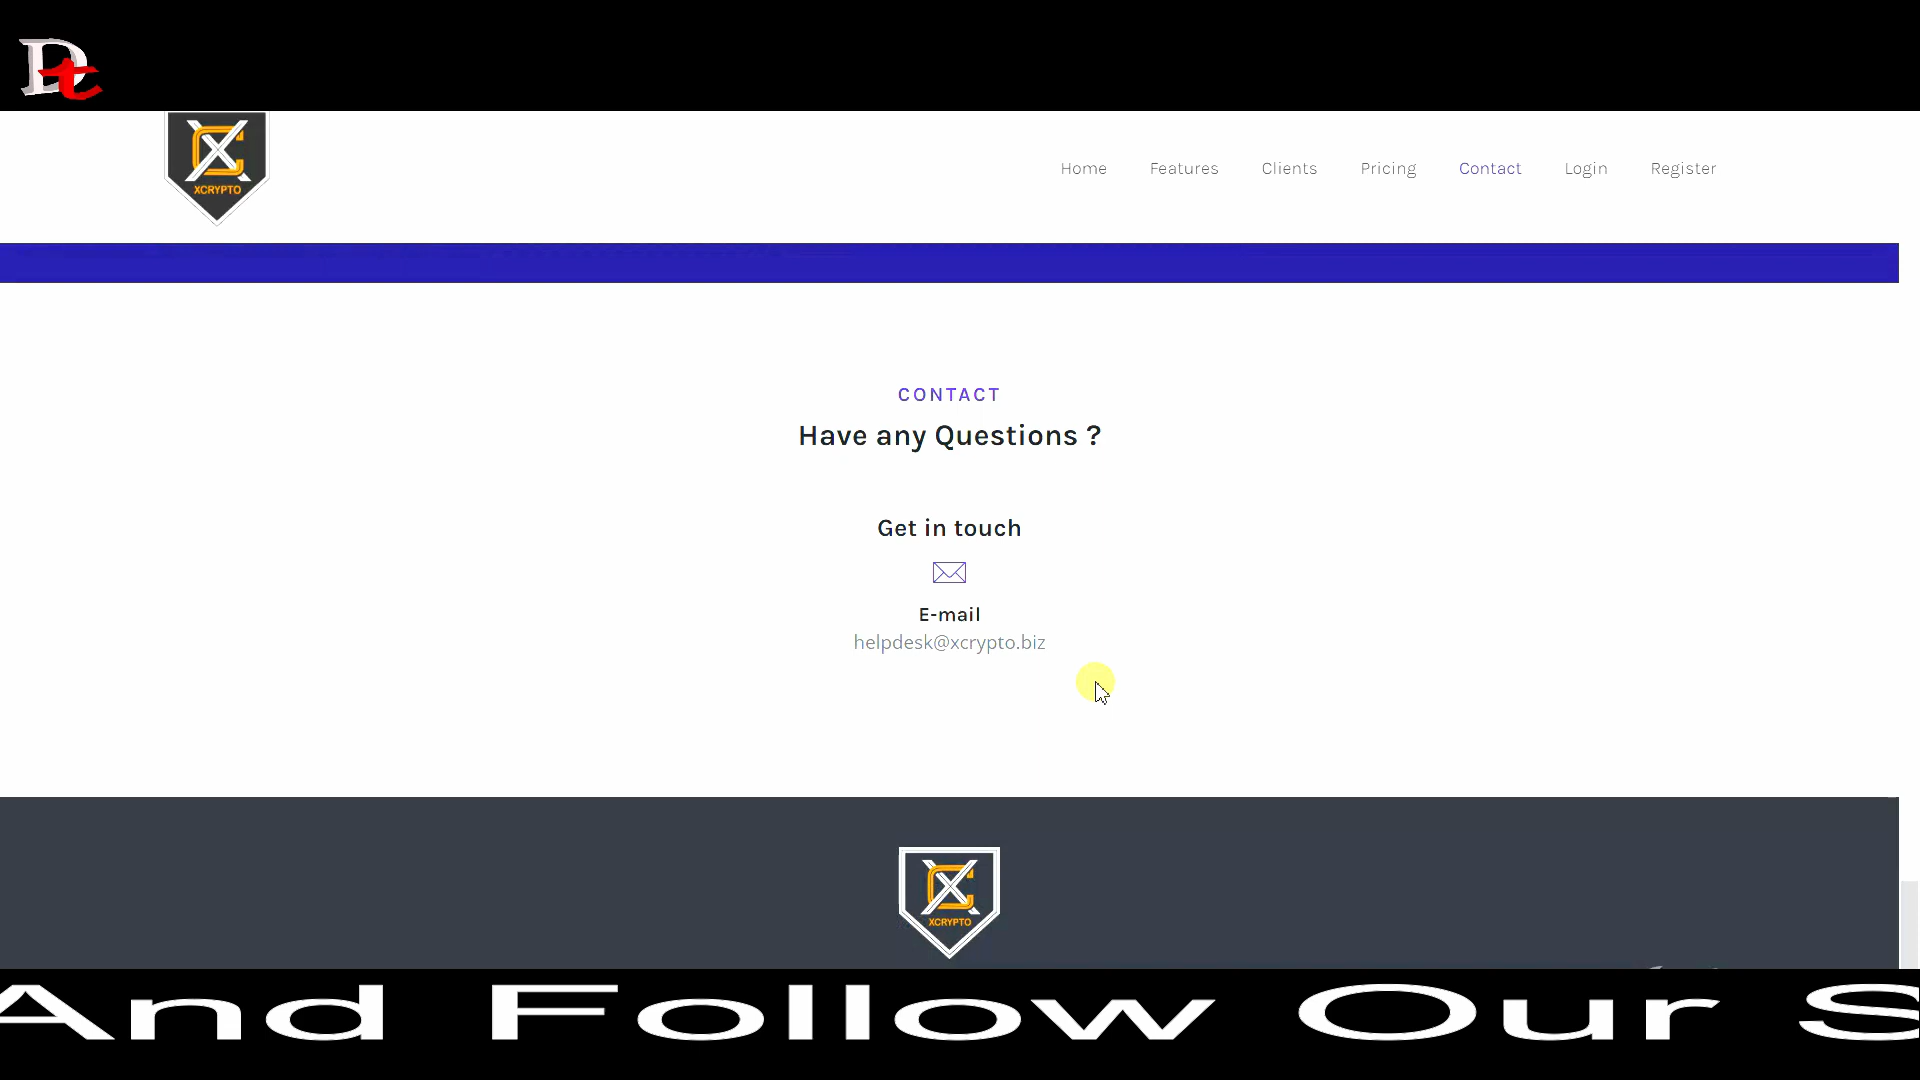 Dt
XCRYPTO
Home Features Clients Pricing Contact Login Register
CONTACT
Have any Questions ?
Get in touch
E-mail
helpdesk@xcrypto.biz
XCRYPTO
And Follow Our S